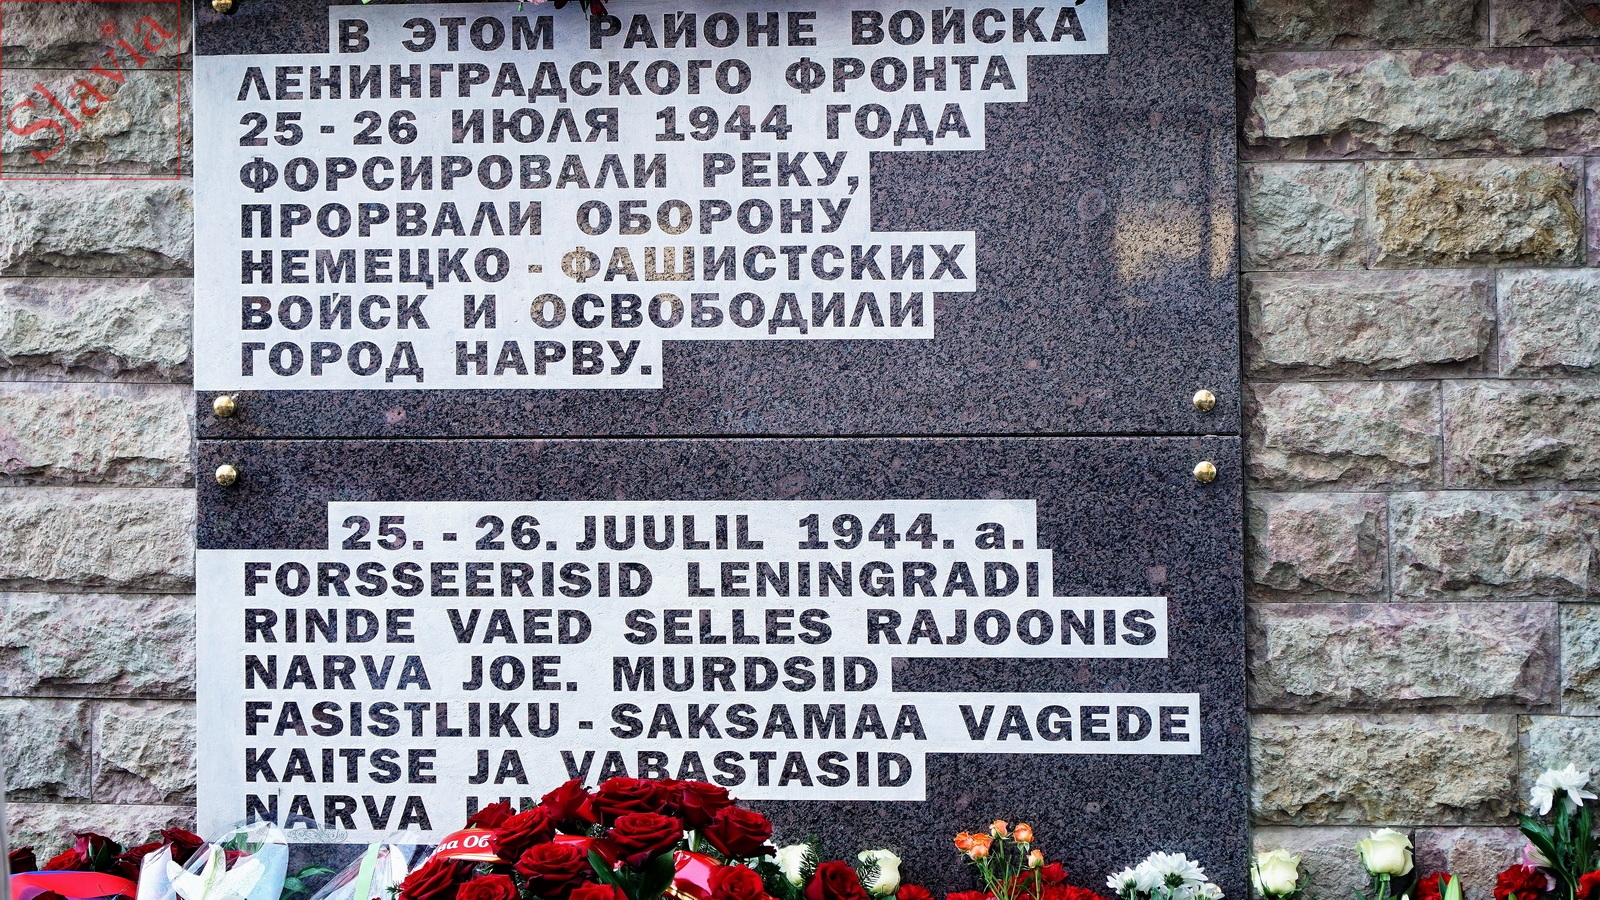 Slavia
В ЭТОМ РАЙОНЕ ВОЙСКА
ЛЕНИНГРАДСКОГО ФРОНТА
25-26 ИЮЛЯ 1944 ГОДА
ФОРСИРОВАЛИ РЕКУ,
ПРОРВАЛИ ОБОРОНУ
НЕМЕЦКО-ФАШИСТСКИХ
ВОЙСК И ОСВОБОДИЛИ
ГОРОД НАРВУ.
25.-26. JUULIL 1944. a.
FORSSEERISID LENINGRADI
RINDE VAED SELLES RAJOONIS
NARVA JOE. MURDSID
FASISTLIKU-SAKSAMAA VAGEDE
KAITSE JA VABASTASID
NARVA